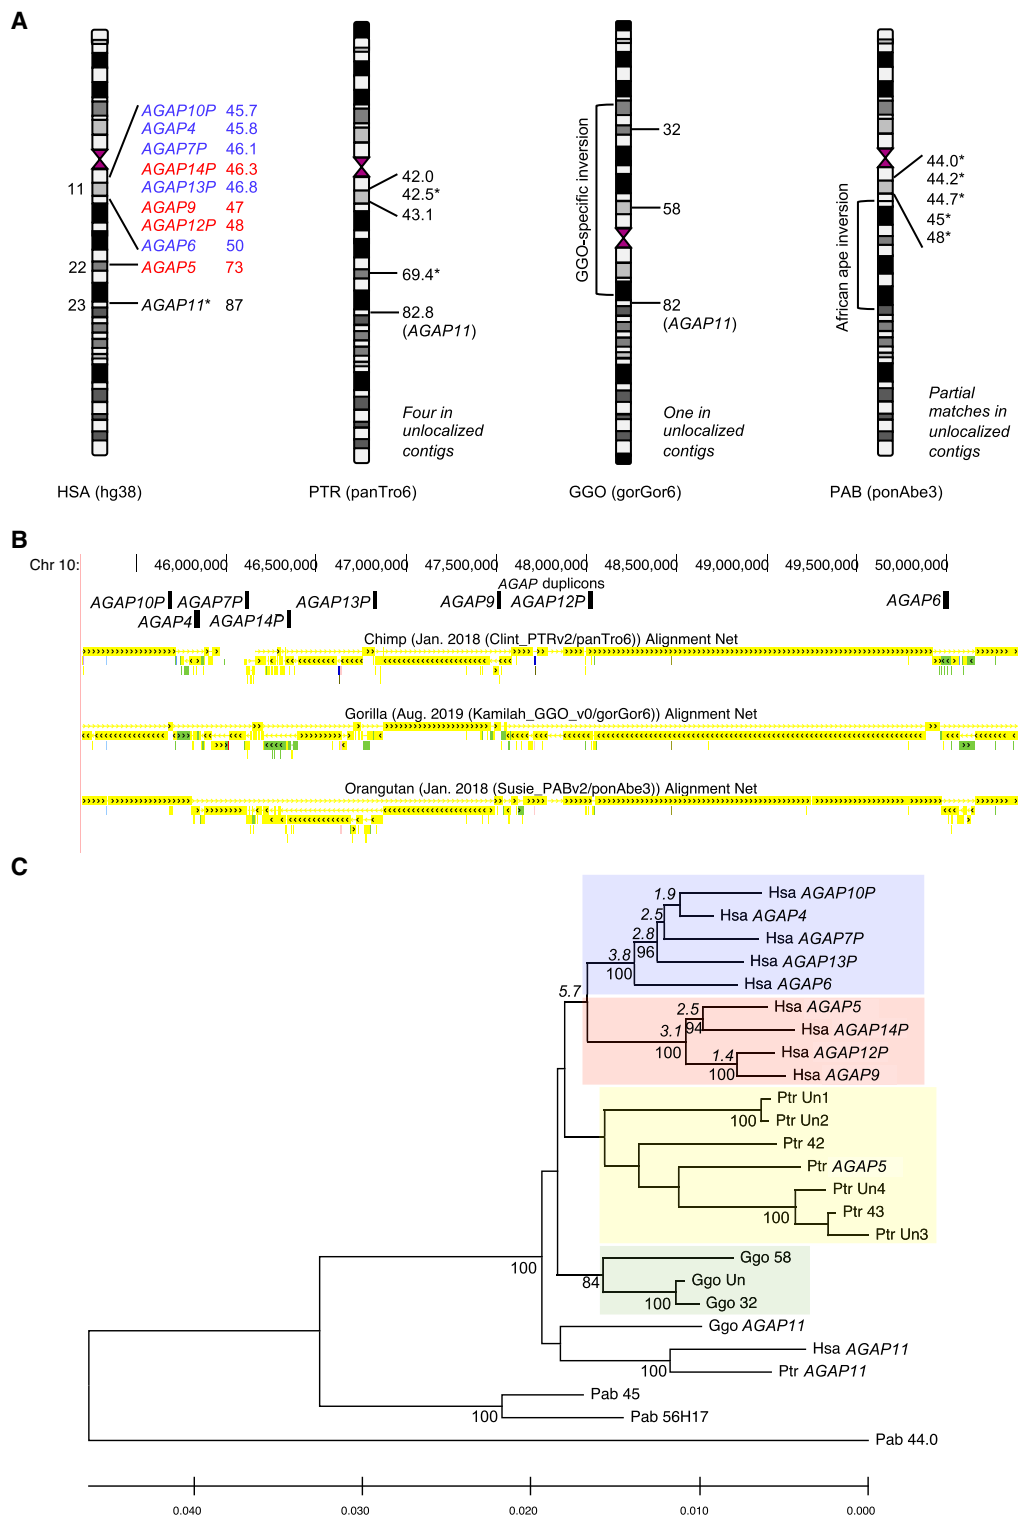 A
AGAP10P 45.7
AGAP4 45.8
AGAP7P 46.1
AGAP14P 46.3
AGAP13P 46.8
AGAP9 47
AGAP12P 48
AGAP6 50
AGAP5 73
AGAP11* 87
11
22
23
42.0
42.5*
43.1
69.4*
82.8
(AGAP11)
Four in
unlocalized
contigs
GGO-specific inversion
32
58
82
(AGAP11)
One in
unlocalized
contigs
African ape inversion
44.0*
44.2*
44.7*
45*
48*
Partial
matches in
unlocalized
contigs
HSA (hg38)
PTR (panTro6)
GGO (gorGor6)
PAB (ponAbe3)
B
Chr 10: 46,000,000 46,500,000 47,000,000 47,500,000 48,000,000 48,500,000 49,000,000 49,500,000 50,000,000
AGAP duplicons
AGAP10P AGAP7P AGAP13P AGAP9 AGAP12P AGAP6
AGAP4 AGAP14P
Chimp (Jan. 2018 (Clint_PTRv2/panTro6)) Alignment Net
Gorilla (Aug. 2019 (Kamilah_GGO_v0/gorGor6)) Alignment Net
Orangutan (Jan. 2018 (Susie_PABv2/ponAbe3)) Alignment Net
C
1.9 Hsa AGAP10P
2.5 Hsa AGAP4
2.8 Hsa AGAP7P
96
3.8 Hsa AGAP13P
100
Hsa AGAP6
5.7
2.5 Hsa AGAP5
94
3.1 Hsa AGAP14P
100
1.4 Hsa AGAP12P
100 Hsa AGAP9
Ptr Un1
100 Ptr Un2
Ptr 42
Ptr AGAP5
Ptr Un4
100 Ptr 43
Ptr Un3
Ggo 58
84 Ggo Un
100 Ggo 32
100
Ggo AGAP11
Hsa AGAP11
100 Ptr AGAP11
Pab 45
100 Pab 56H17
Pab 44.0
0.040 0.030 0.020 0.010 0.000